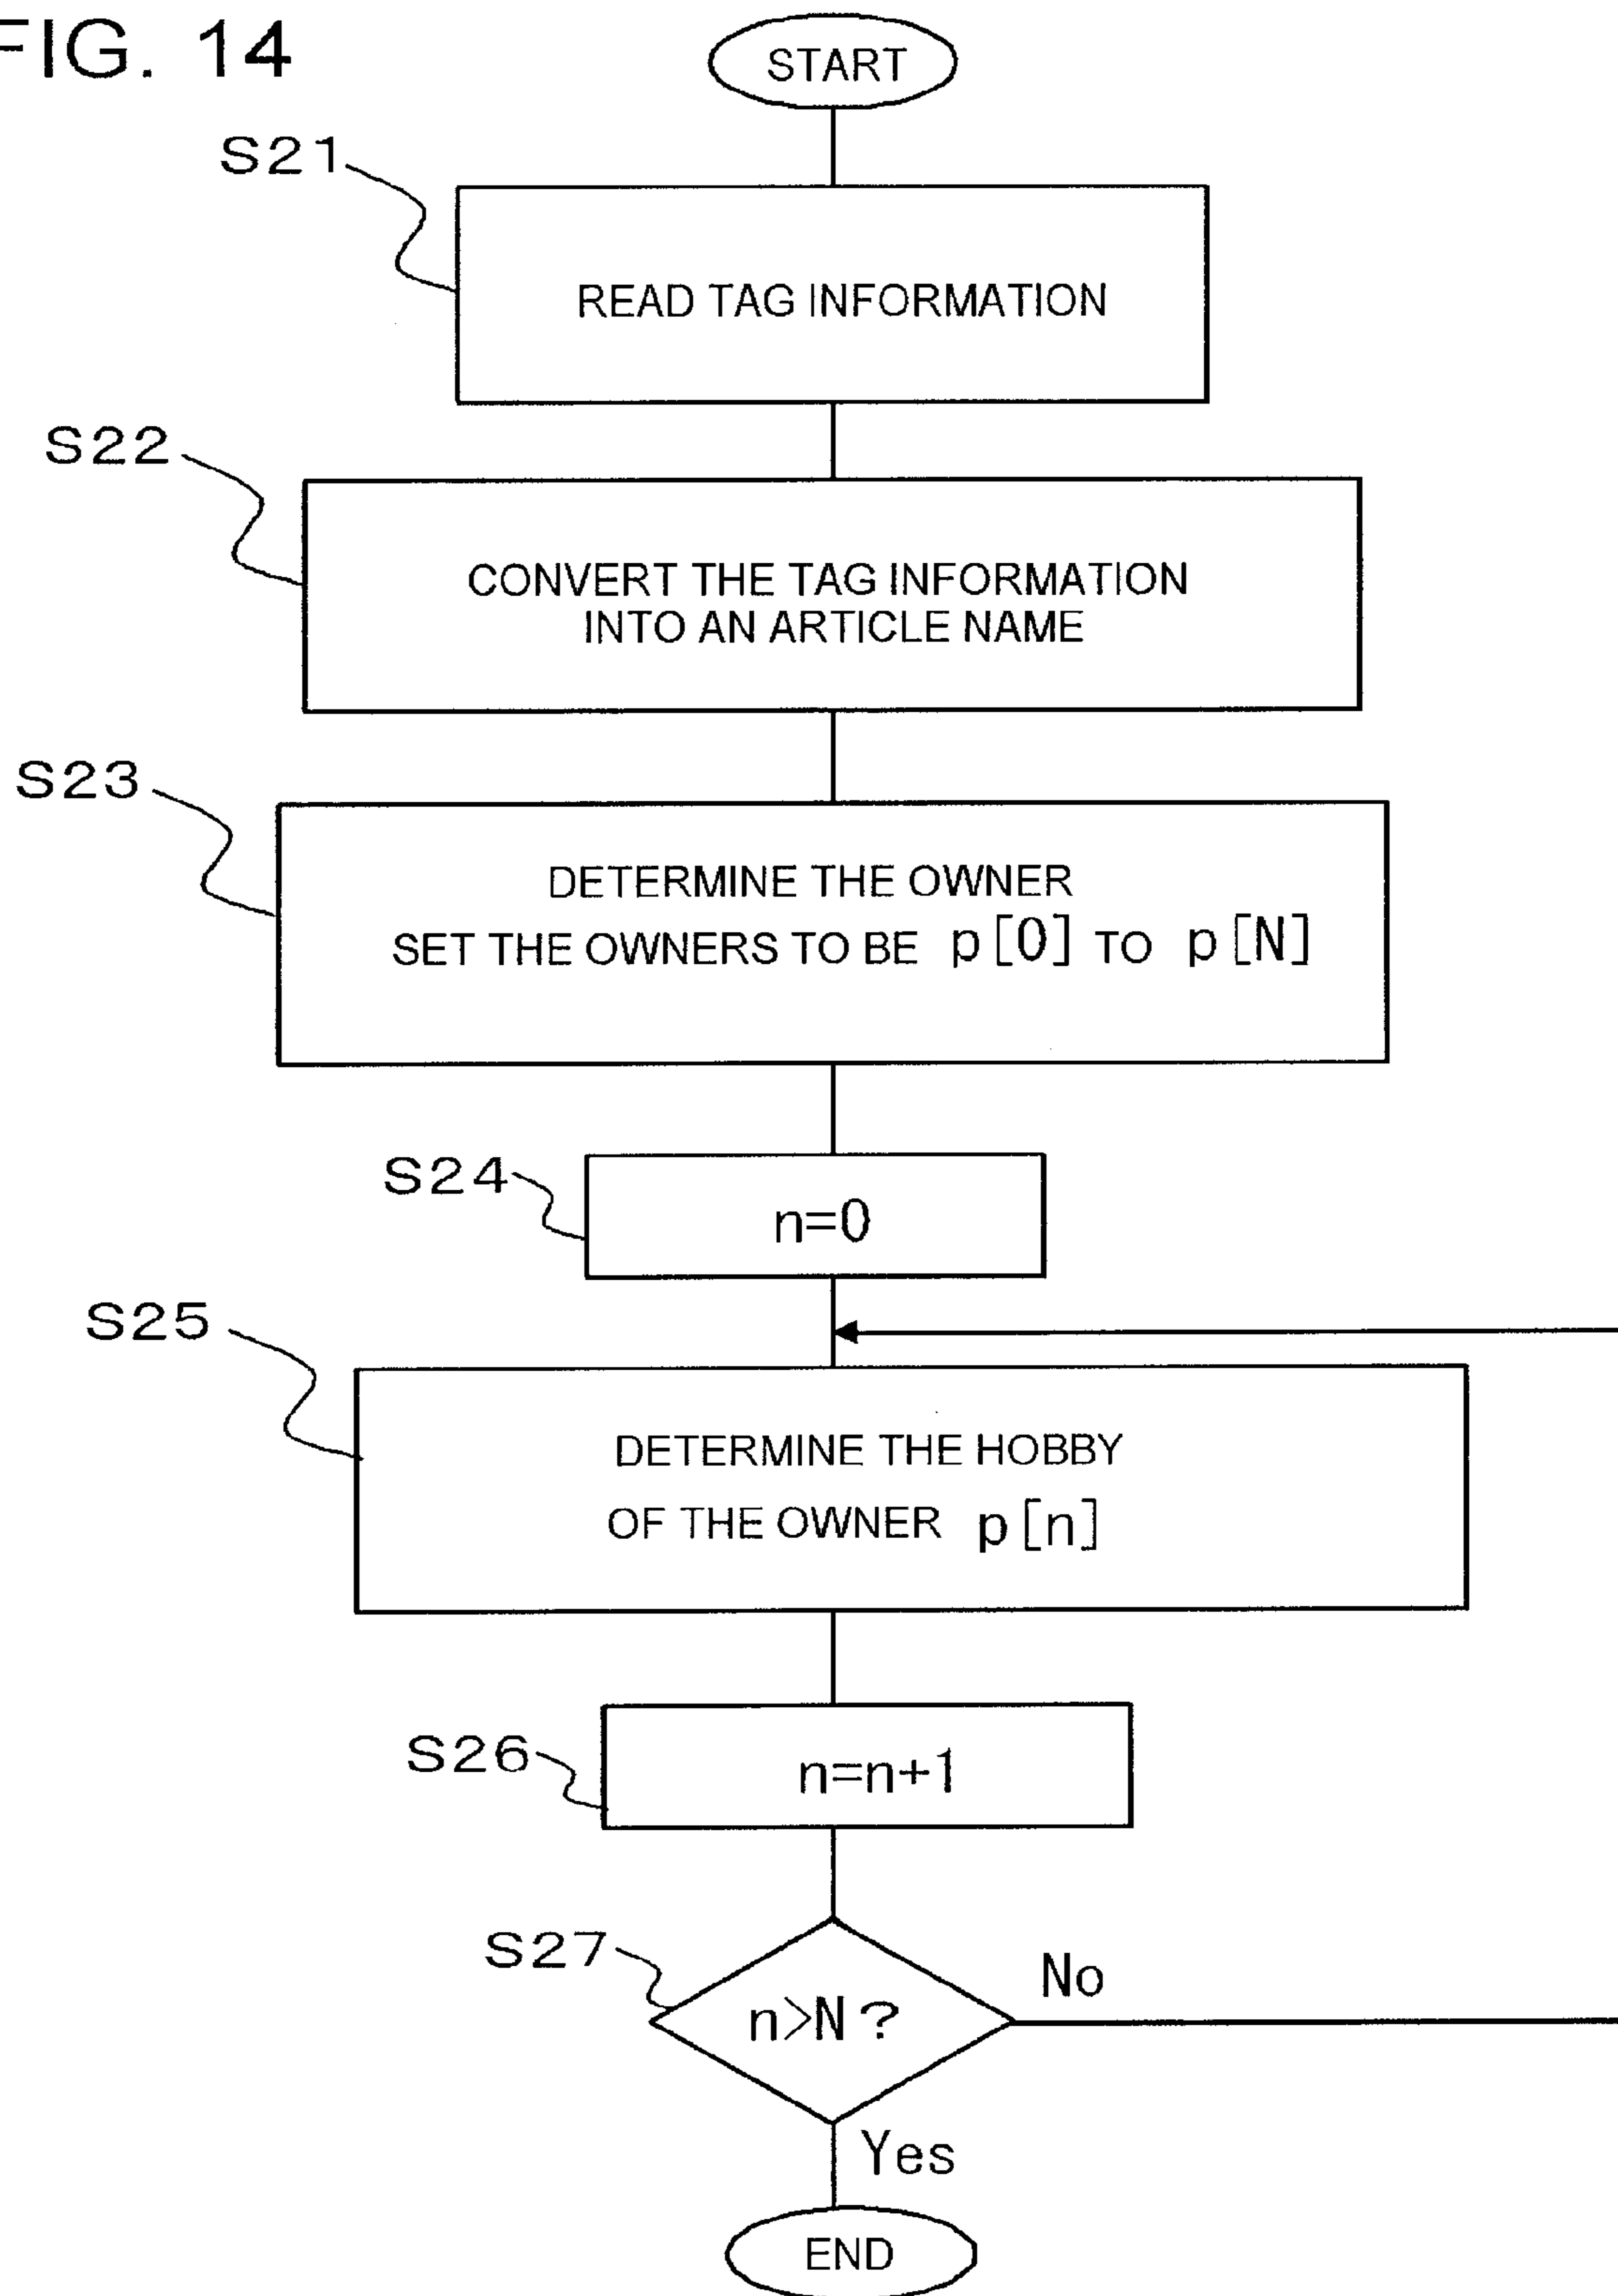 FIG. 14
START
S21
READ TAG INFORMATION
S22
CONVERT THE TAG INFORMATION
INTO AN ARTICLE NAME
S23
DETERMINE THE OWNER
SET THE OWNERS TO BE p[0] TO p[N]
S24
n=0
S25
DETERMINE THE HOBBY
OF THE OWNER p[n]
S26
n=n+1
S27
n>N?
No
Yes
END